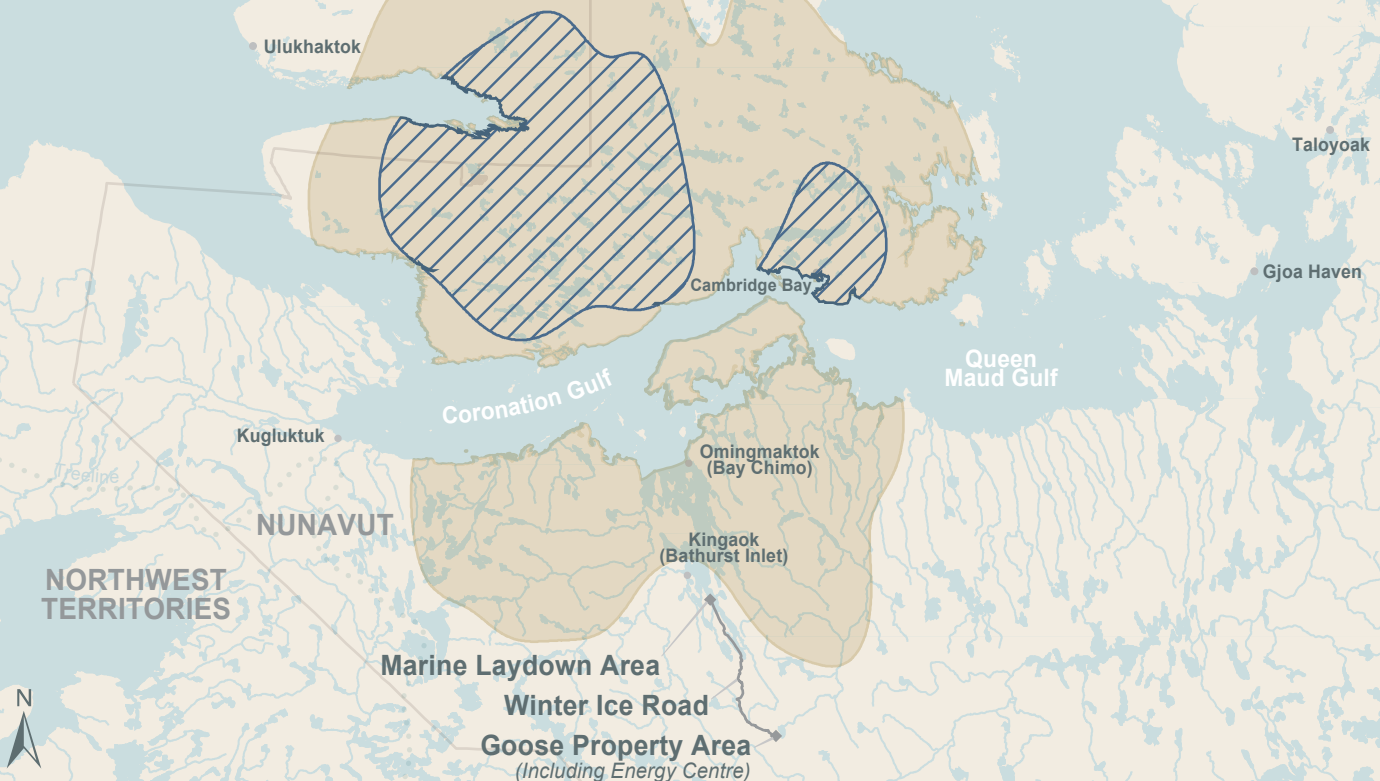 Ulukhaktok
Taloyoak
Gjoa Haven
Cambridge Bay
Queen
Maud Gulf
Coronation Gulf
Kugluktuk
Omingmaktok
(Bay Chimo)
Treeline
NUNAVUT
Kingaok
(Bathurst Inlet)
NORTHWEST
TERRITORIES
Marine Laydown Area
N
Winter Ice Road
Goose Property Area
(Including Energy Centre)